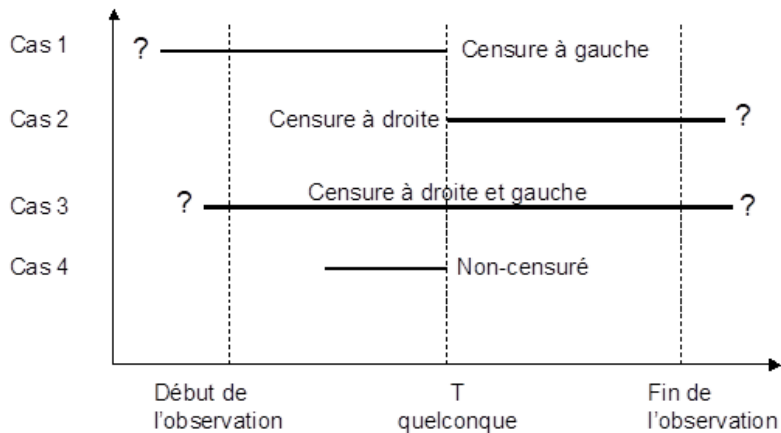 Cas 1
? Censure à gauche
Cas 2
Censure à droite ?
Cas 3
? Censure à droite et gauche ?
Cas 4
Non-censuré
Début de
l'observation
T
quelconque
Fin de
l'observation